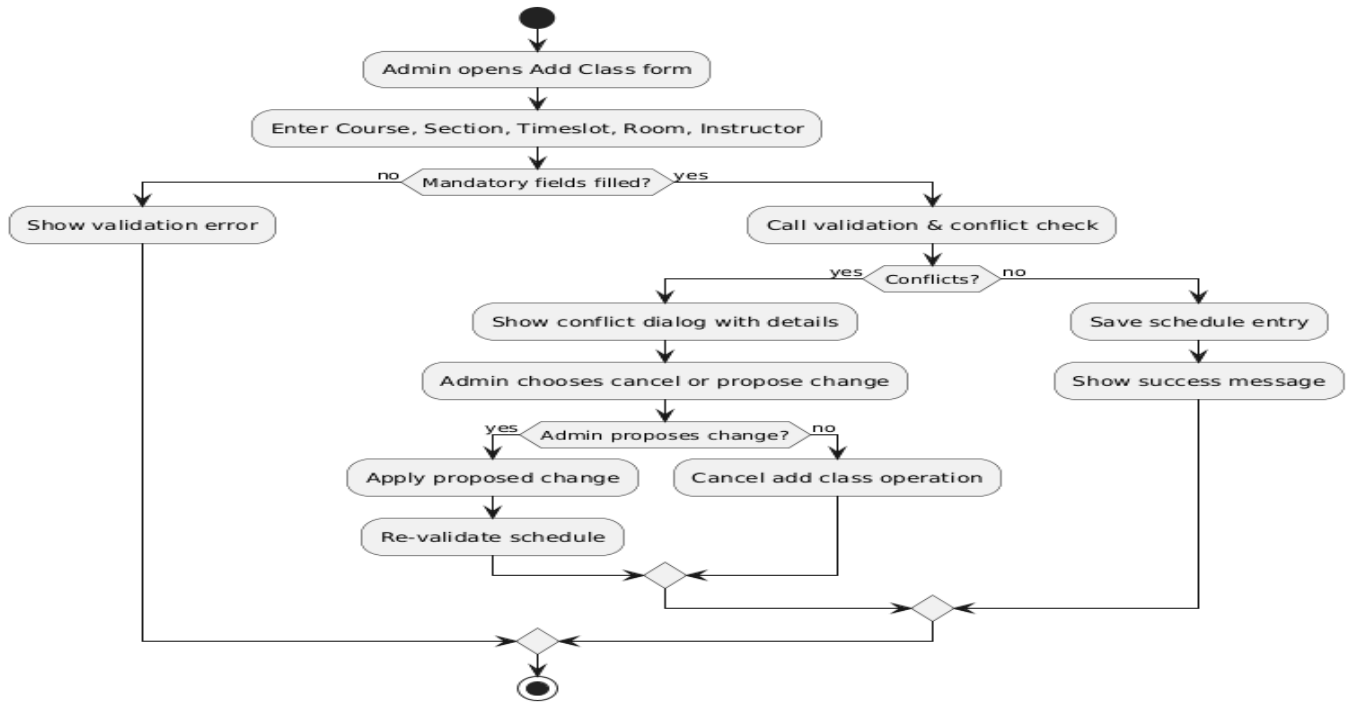 Admin opens Add Class form
Enter Course, Section, Timeslot, Room, Instructor
no
Mandatory fields filled?
yes
Show validation error
Call validation & conflict check
yes
Conflicts?
no
Show conflict dialog with details
Save schedule entry
Admin chooses cancel or propose change
Show success message
yes
Admin proposes change?
no
Apply proposed change
Cancel add class operation
Re-validate schedule